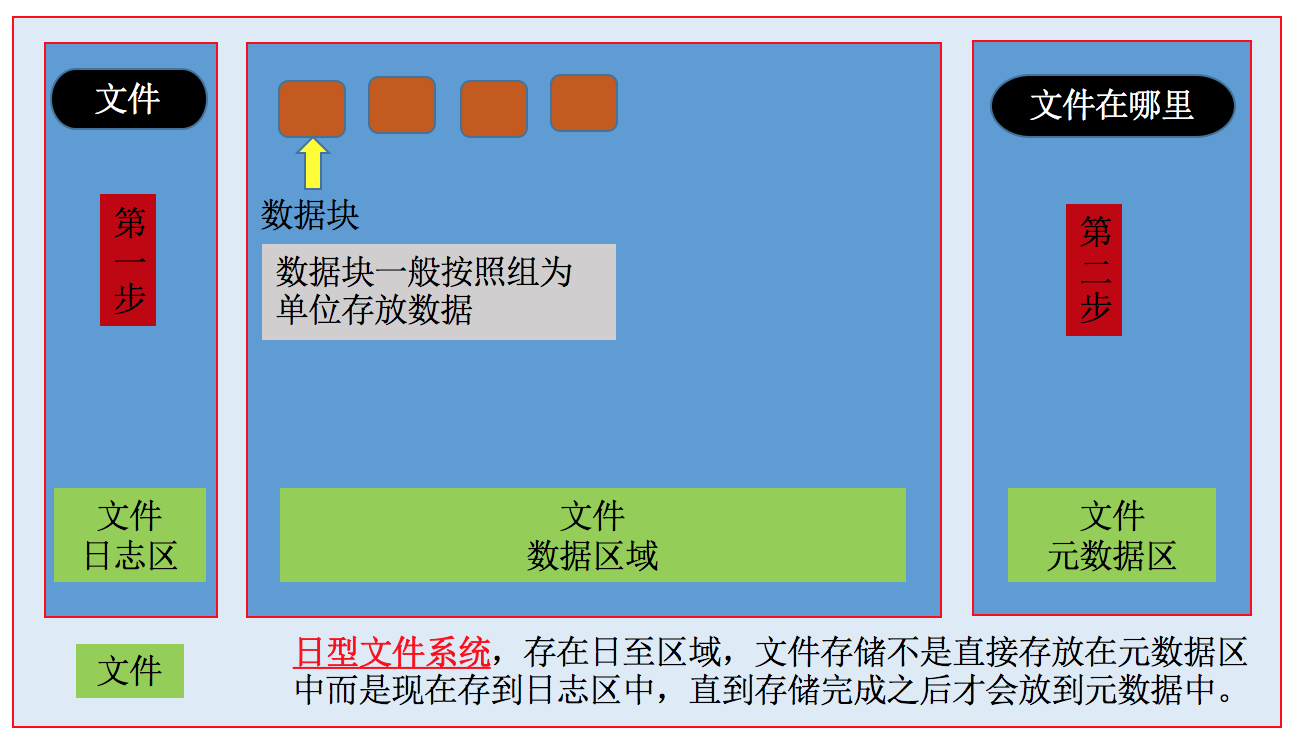 文件
第一步
文件
日志区
数据块
数据块一般按照组为
单位存放数据
文件
数据区域
文件在哪里
第二步
文件
元数据区
文件
日型文件系统，存在日至区域，文件存储不是直接存放在元数据区
中而是现在存到日志区中，直到存储完成之后才会放到元数据中。